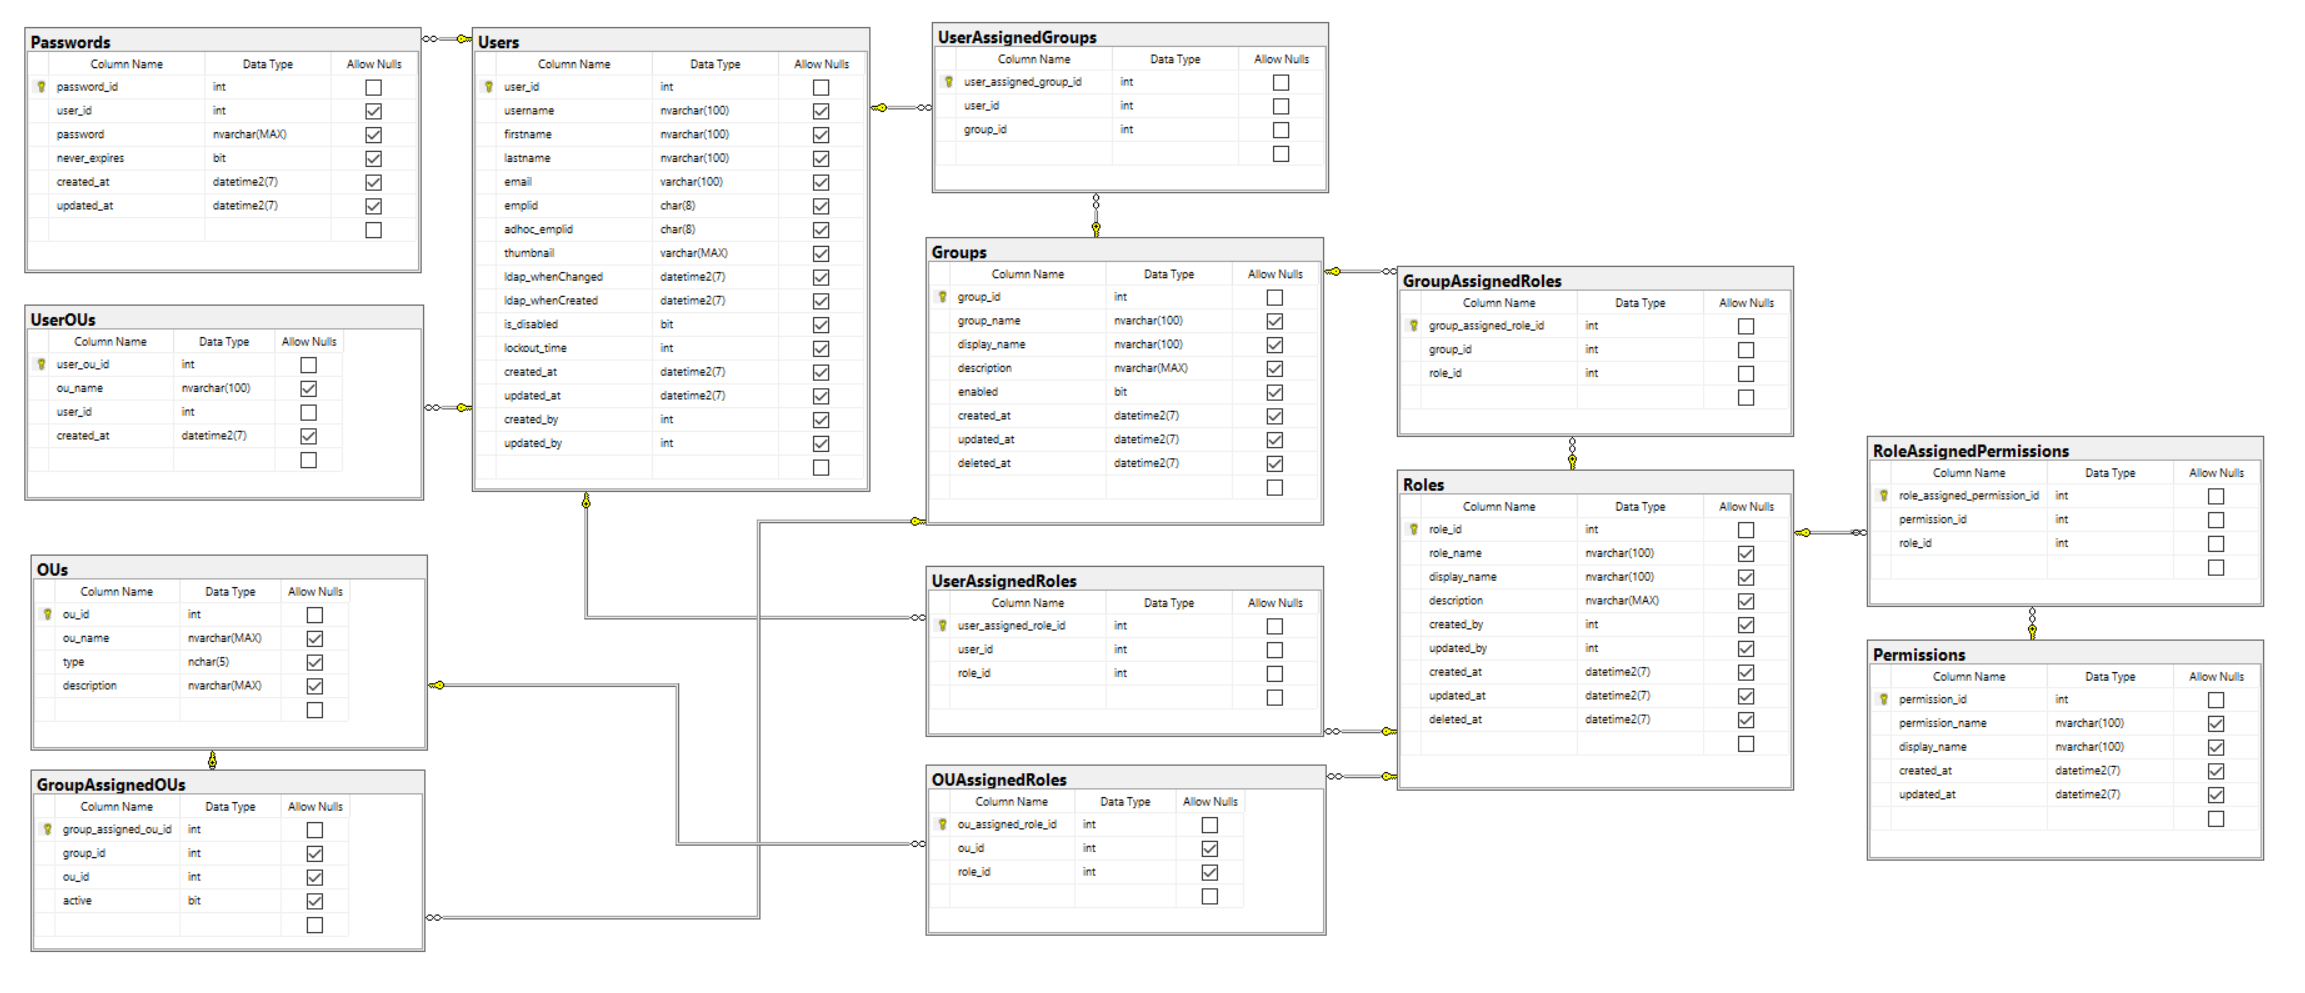 Passwords
Column Name Data Type Allow Nulls
password_id int
user_id int
password nvarchar(MAX)
never_expires bit
created_at datetime2(7)
updated_at datetime2(7)
Users
Column Name Data Type Allow Nulls
user_id int
username nvarchar(100)
firstname nvarchar(100)
lastname nvarchar(100)
email varchar(100)
emplid char(8)
adhoc_emplid char(8)
thumbnail varchar(MAX)
ldap_whenChanged datetime2(7)
ldap_whenCreated datetime2(7)
is_disabled bit
lockout_time int
created_at datetime2(7)
updated_at datetime2(7)
created_by int
updated_by int
UserAssignedGroups
Column Name Data Type Allow Nulls
user_assigned_group_id int
user_id int
group_id int
UserOUs
Column Name Data Type Allow Nulls
user_ou_id int
ou_name nvarchar(100)
user_id int
created_at datetime2(7)
Groups
Column Name Data Type Allow Nulls
group_id int
group_name nvarchar(100)
display_name nvarchar(100)
description nvarchar(MAX)
enabled bit
created_at datetime2(7)
updated_at datetime2(7)
deleted_at datetime2(7)
GroupAssignedRoles
Column Name Data Type Allow Nulls
group_assigned_role_id int
group_id int
role_id int
RoleAssignedPermissions
Column Name Data Type Allow Nulls
role_assigned_permission_id int
permission_id int
role_id int
Roles
Column Name Data Type Allow Nulls
role_id int
role_name nvarchar(100)
display_name nvarchar(100)
description nvarchar(MAX)
created_by int
updated_by int
created_at datetime2(7)
updated_at datetime2(7)
deleted_at datetime2(7)
OUs
Column Name Data Type Allow Nulls
ou_id int
ou_name nvarchar(MAX)
type nchar(5)
description nvarchar(MAX)
UserAssignedRoles
Column Name Data Type Allow Nulls
user_assigned_role_id int
user_id int
role_id int
Permissions
Column Name Data Type Allow Nulls
permission_id int
permission_name nvarchar(100)
display_name nvarchar(100)
created_at datetime2(7)
updated_at datetime2(7)
GroupAssignedOUs
Column Name Data Type Allow Nulls
group_assigned_ou_id int
group_id int
ou_id int
active bit
OUAssignedRoles
Column Name Data Type Allow Nulls
ou_assigned_role_id int
ou_id int
role_id int